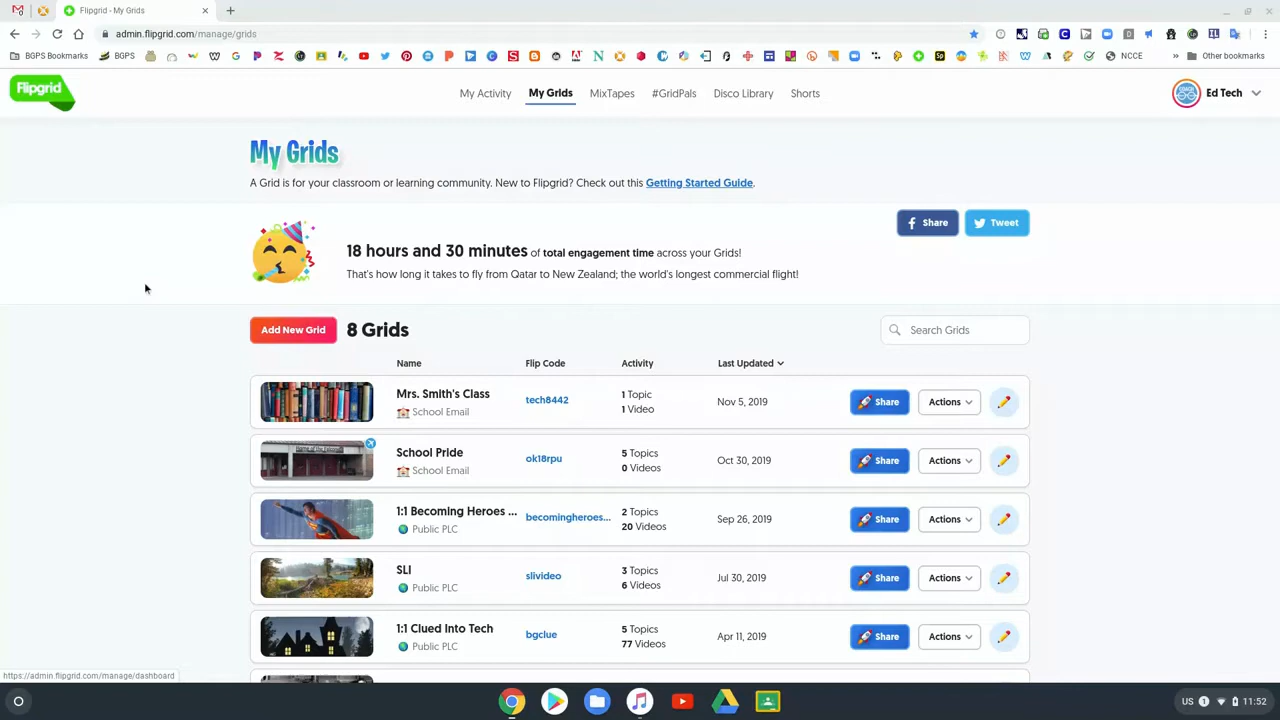 Flipgrid - My Grids
admin.flipgrid.com/manage/grids
BGPS Bookmarks
BGPS
NCCE
Other bookmarks
Flipgrid
My Activity
My Grids
MixTapes
#GridPals
Disco Library
Shorts
Ed Tech
My Grids
A Grid is for your classroom or learning community. New to Flipgrid? Check out this Getting Started Guide.
Share
Tweet
18 hours and 30 minutes of total engagement time across your Grids!
That's how long it takes to fly from Qatar to New Zealand; the world's longest commercial flight!
Add New Grid
8 Grids
Search Grids
Name
Flip Code
Activity
Last Updated
Mrs. Smith's Class
School Email
tech8442
1 Topic
1 Video
Nov 5, 2019
Share
Actions
School Pride
School Email
ok18rpu
5 Topics
0 Videos
Oct 30, 2019
Share
Actions
1:1 Becoming Heroes ...
Public PLC
becomingheroes...
2 Topics
20 Videos
Sep 26, 2019
Share
Actions
SLI
Public PLC
slivideo
3 Topics
6 Videos
Jul 30, 2019
Share
Actions
1:1 Clued Into Tech
Public PLC
bgclue
5 Topics
77 Videos
Apr 11, 2019
Share
Actions
https://admin.flipgrid.com/manage/dashboard
US
1
11:52